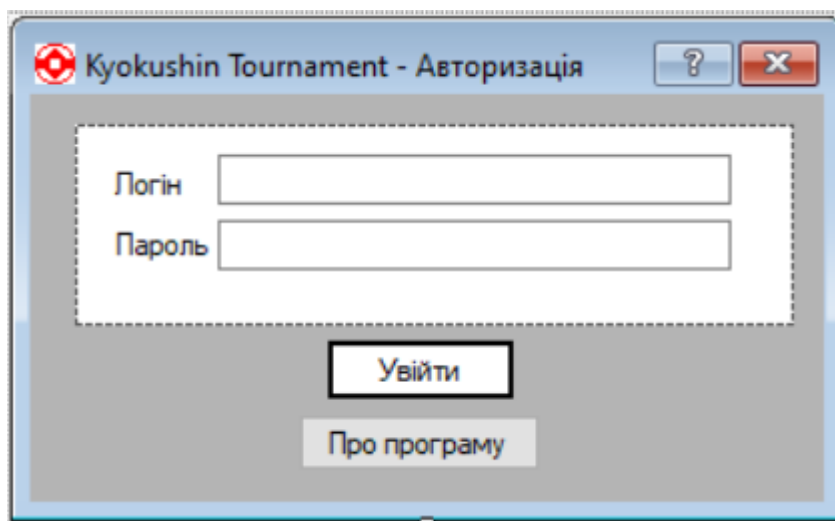 Kyokushin Tournament - Авторизація
Логін
Пароль
Увійти
Про програму